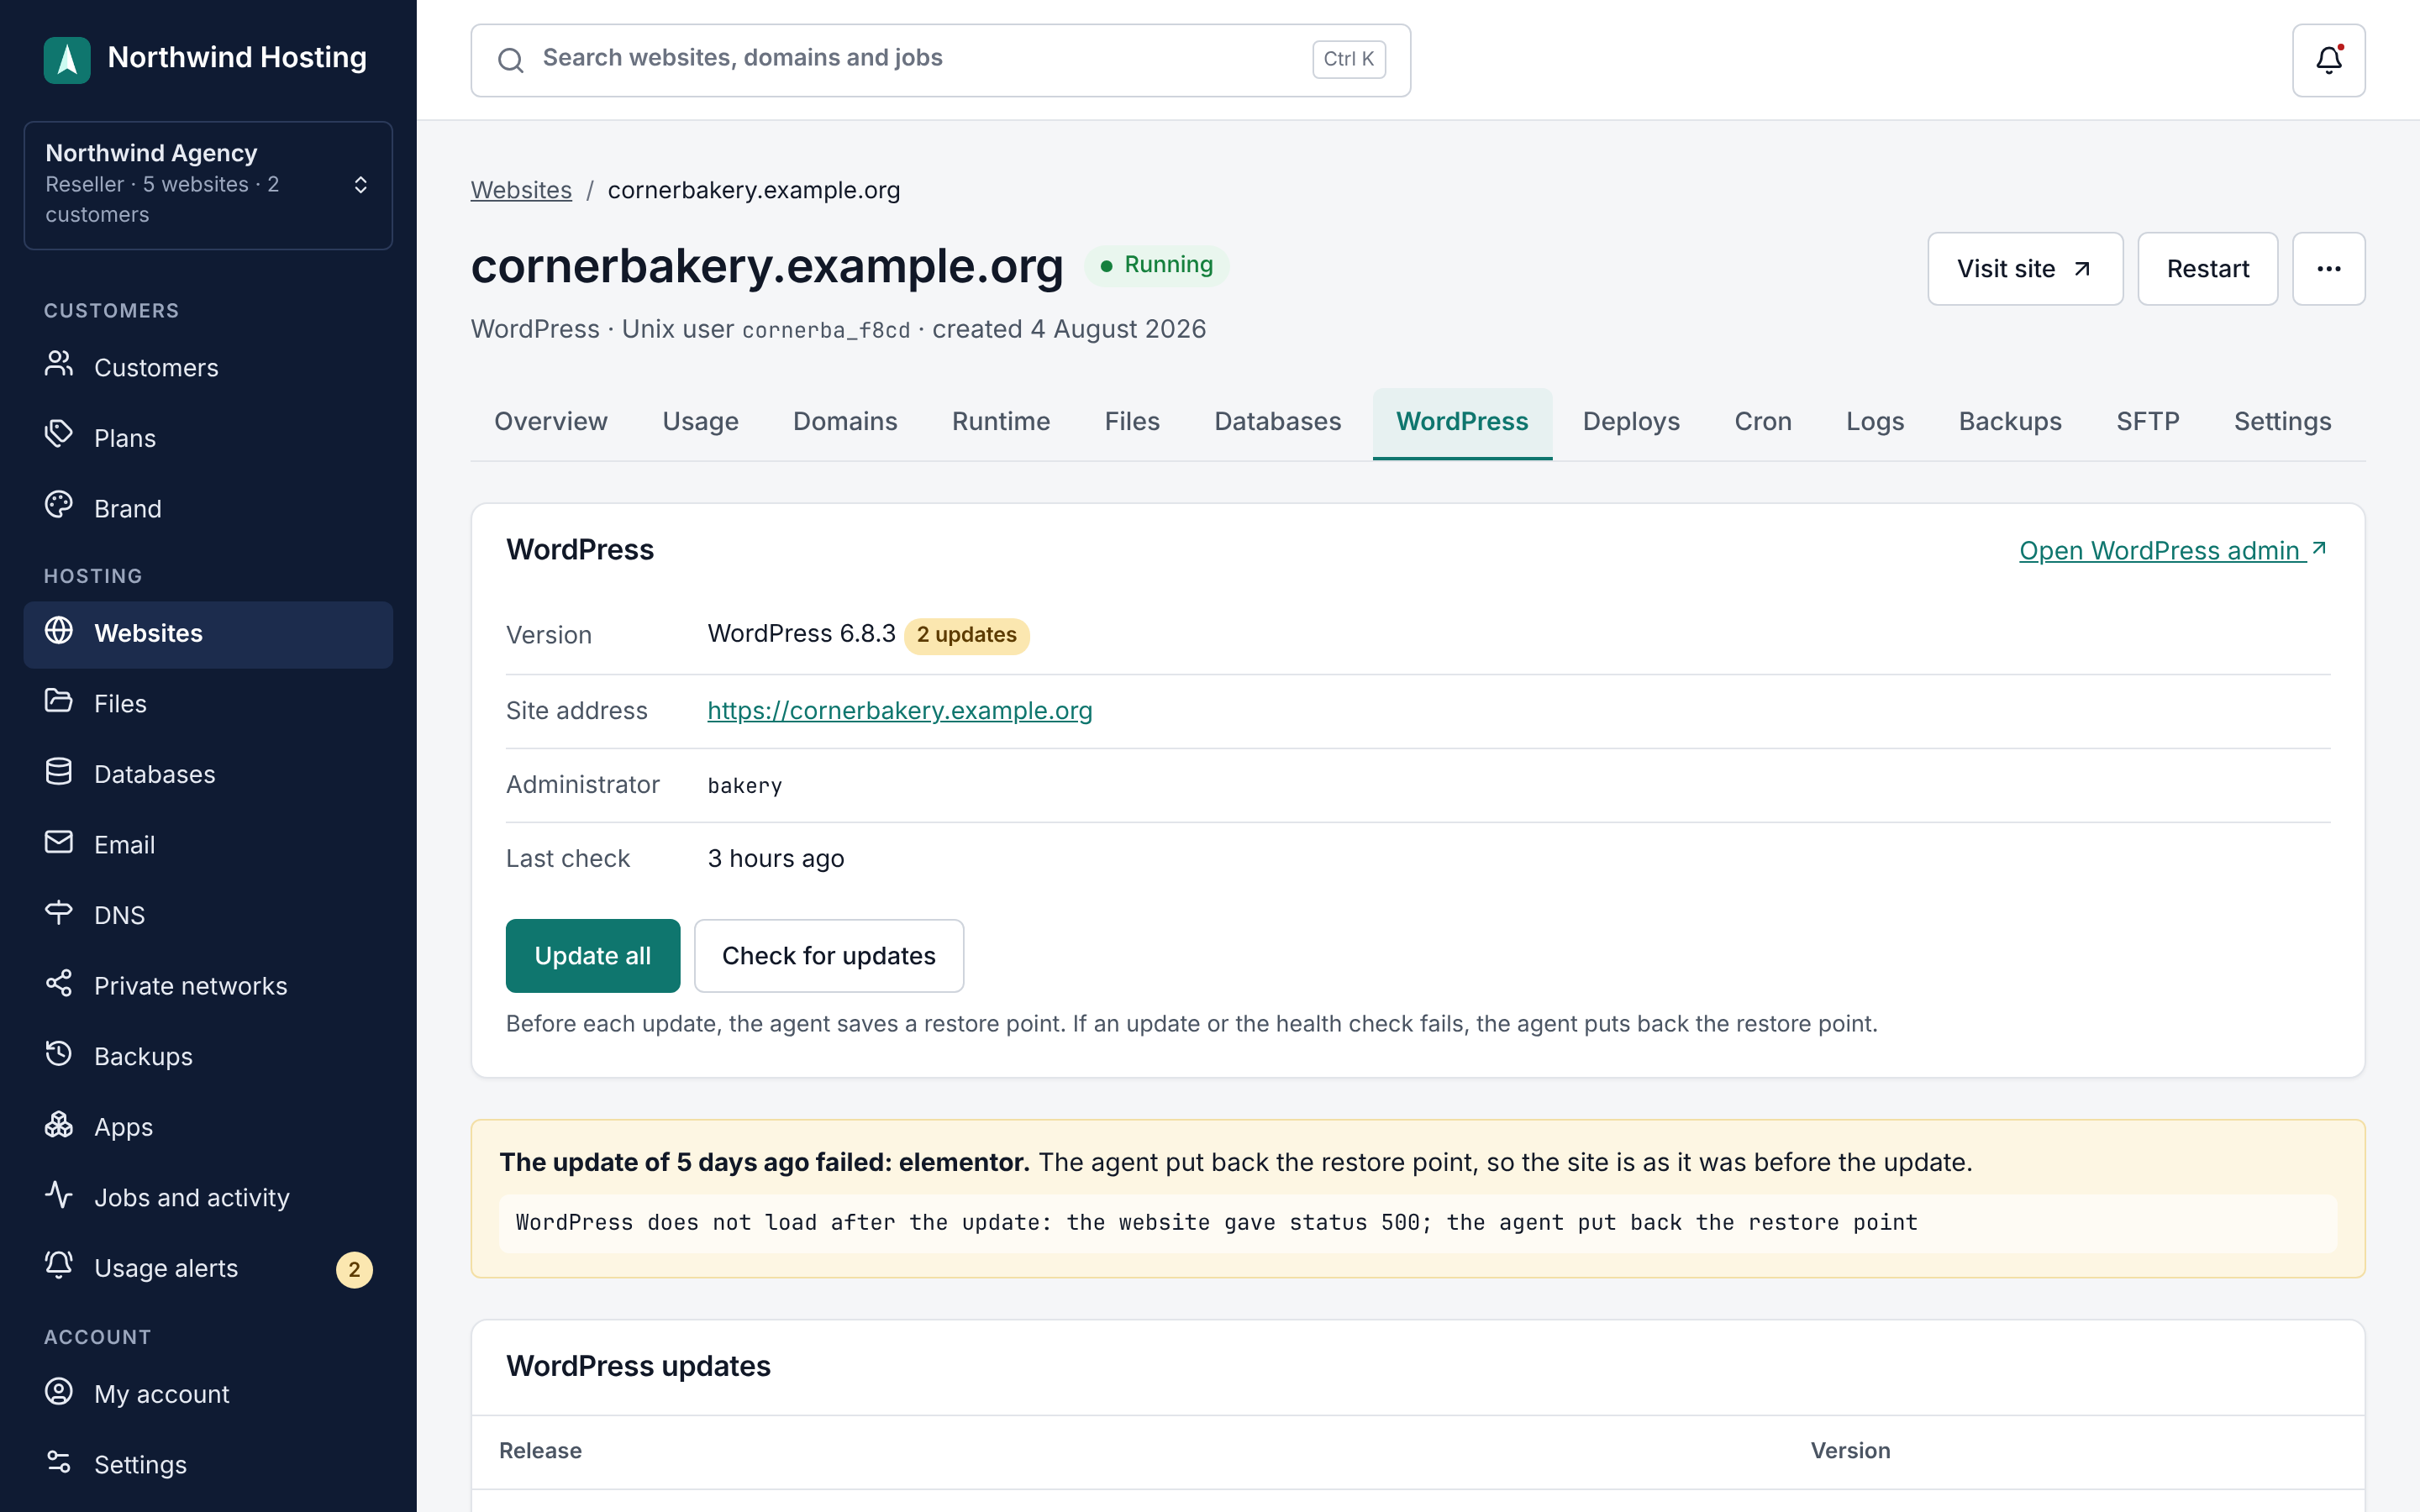 Northwind Hosting
Northwind Agency
Reseller · 5 websites · 2
customers
CUSTOMERS
Customers
Plans
Brand
HOSTING
Websites
Files
Databases
Email
DNS
Private networks
Backups
Apps
Jobs and activity
Usage alerts 2
ACCOUNT
My account
Settings
Search websites, domains and jobs Ctrl K
Websites / cornerbakery.example.org
cornerbakery.example.org Running
Visit site Restart
WordPress · Unix user cornerba_f8cd · created 4 August 2026
Overview Usage Domains Runtime Files Databases WordPress Deploys Cron Logs Backups SFTP Settings
WordPress
Open WordPress admin
Version WordPress 6.8.3 2 updates
Site address https://cornerbakery.example.org
Administrator bakery
Last check 3 hours ago
Update all Check for updates
Before each update, the agent saves a restore point. If an update or the health check fails, the agent puts back the restore point.
The update of 5 days ago failed: elementor. The agent put back the restore point, so the site is as it was before the update.
WordPress does not load after the update: the website gave status 500; the agent put back the restore point
WordPress updates
Release Version